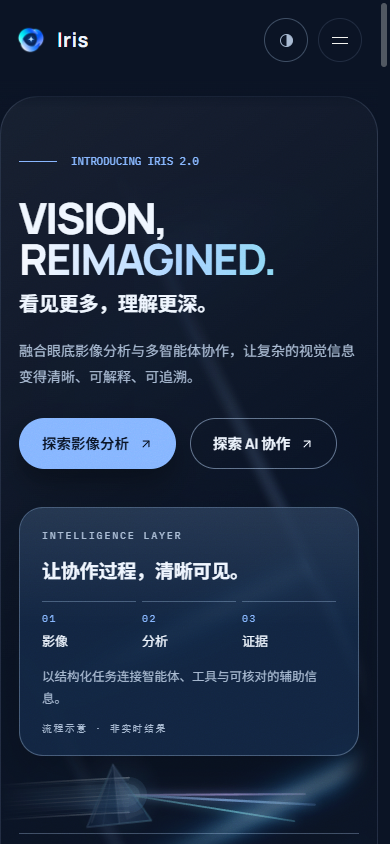 Iris
INTRODUCING IRIS 2.0
VISION,
REIMAGINED.
看见更多，理解更深。
融合眼底影像分析与多智能体协作，让复杂的视觉信息
变得清晰、可解释、可追溯。
探索影像分析 ↗
探索 AI 协作 ↗
INTELLIGENCE LAYER
让协作过程，清晰可见。
01 02 03
影像 分析 证据
以结构化任务连接智能体、工具与可核对的辅助信
息。
流程示意 · 非实时结果